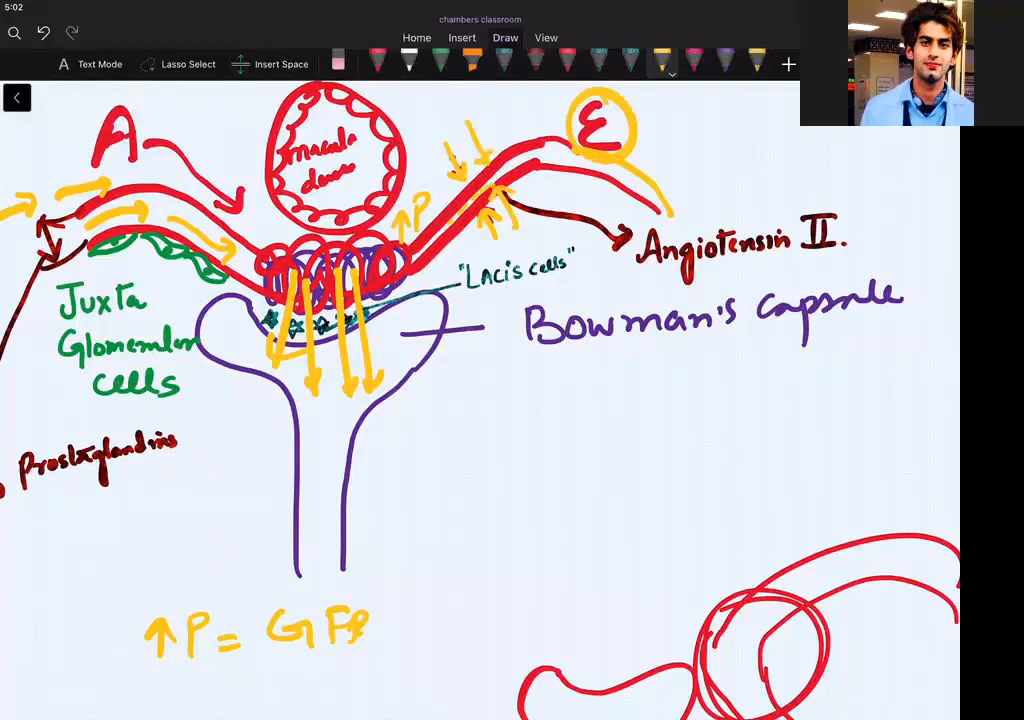 5:02
chambers classroom
Home Insert Draw View
A Text Mode Lasso Select Insert Space
A
macula
densa
E
↑P
"Lacis cells"
Angiotensin II.
Juxta
Glomerular
cells
Bowman's capsule
Prostaglandins
↑ P = GFR